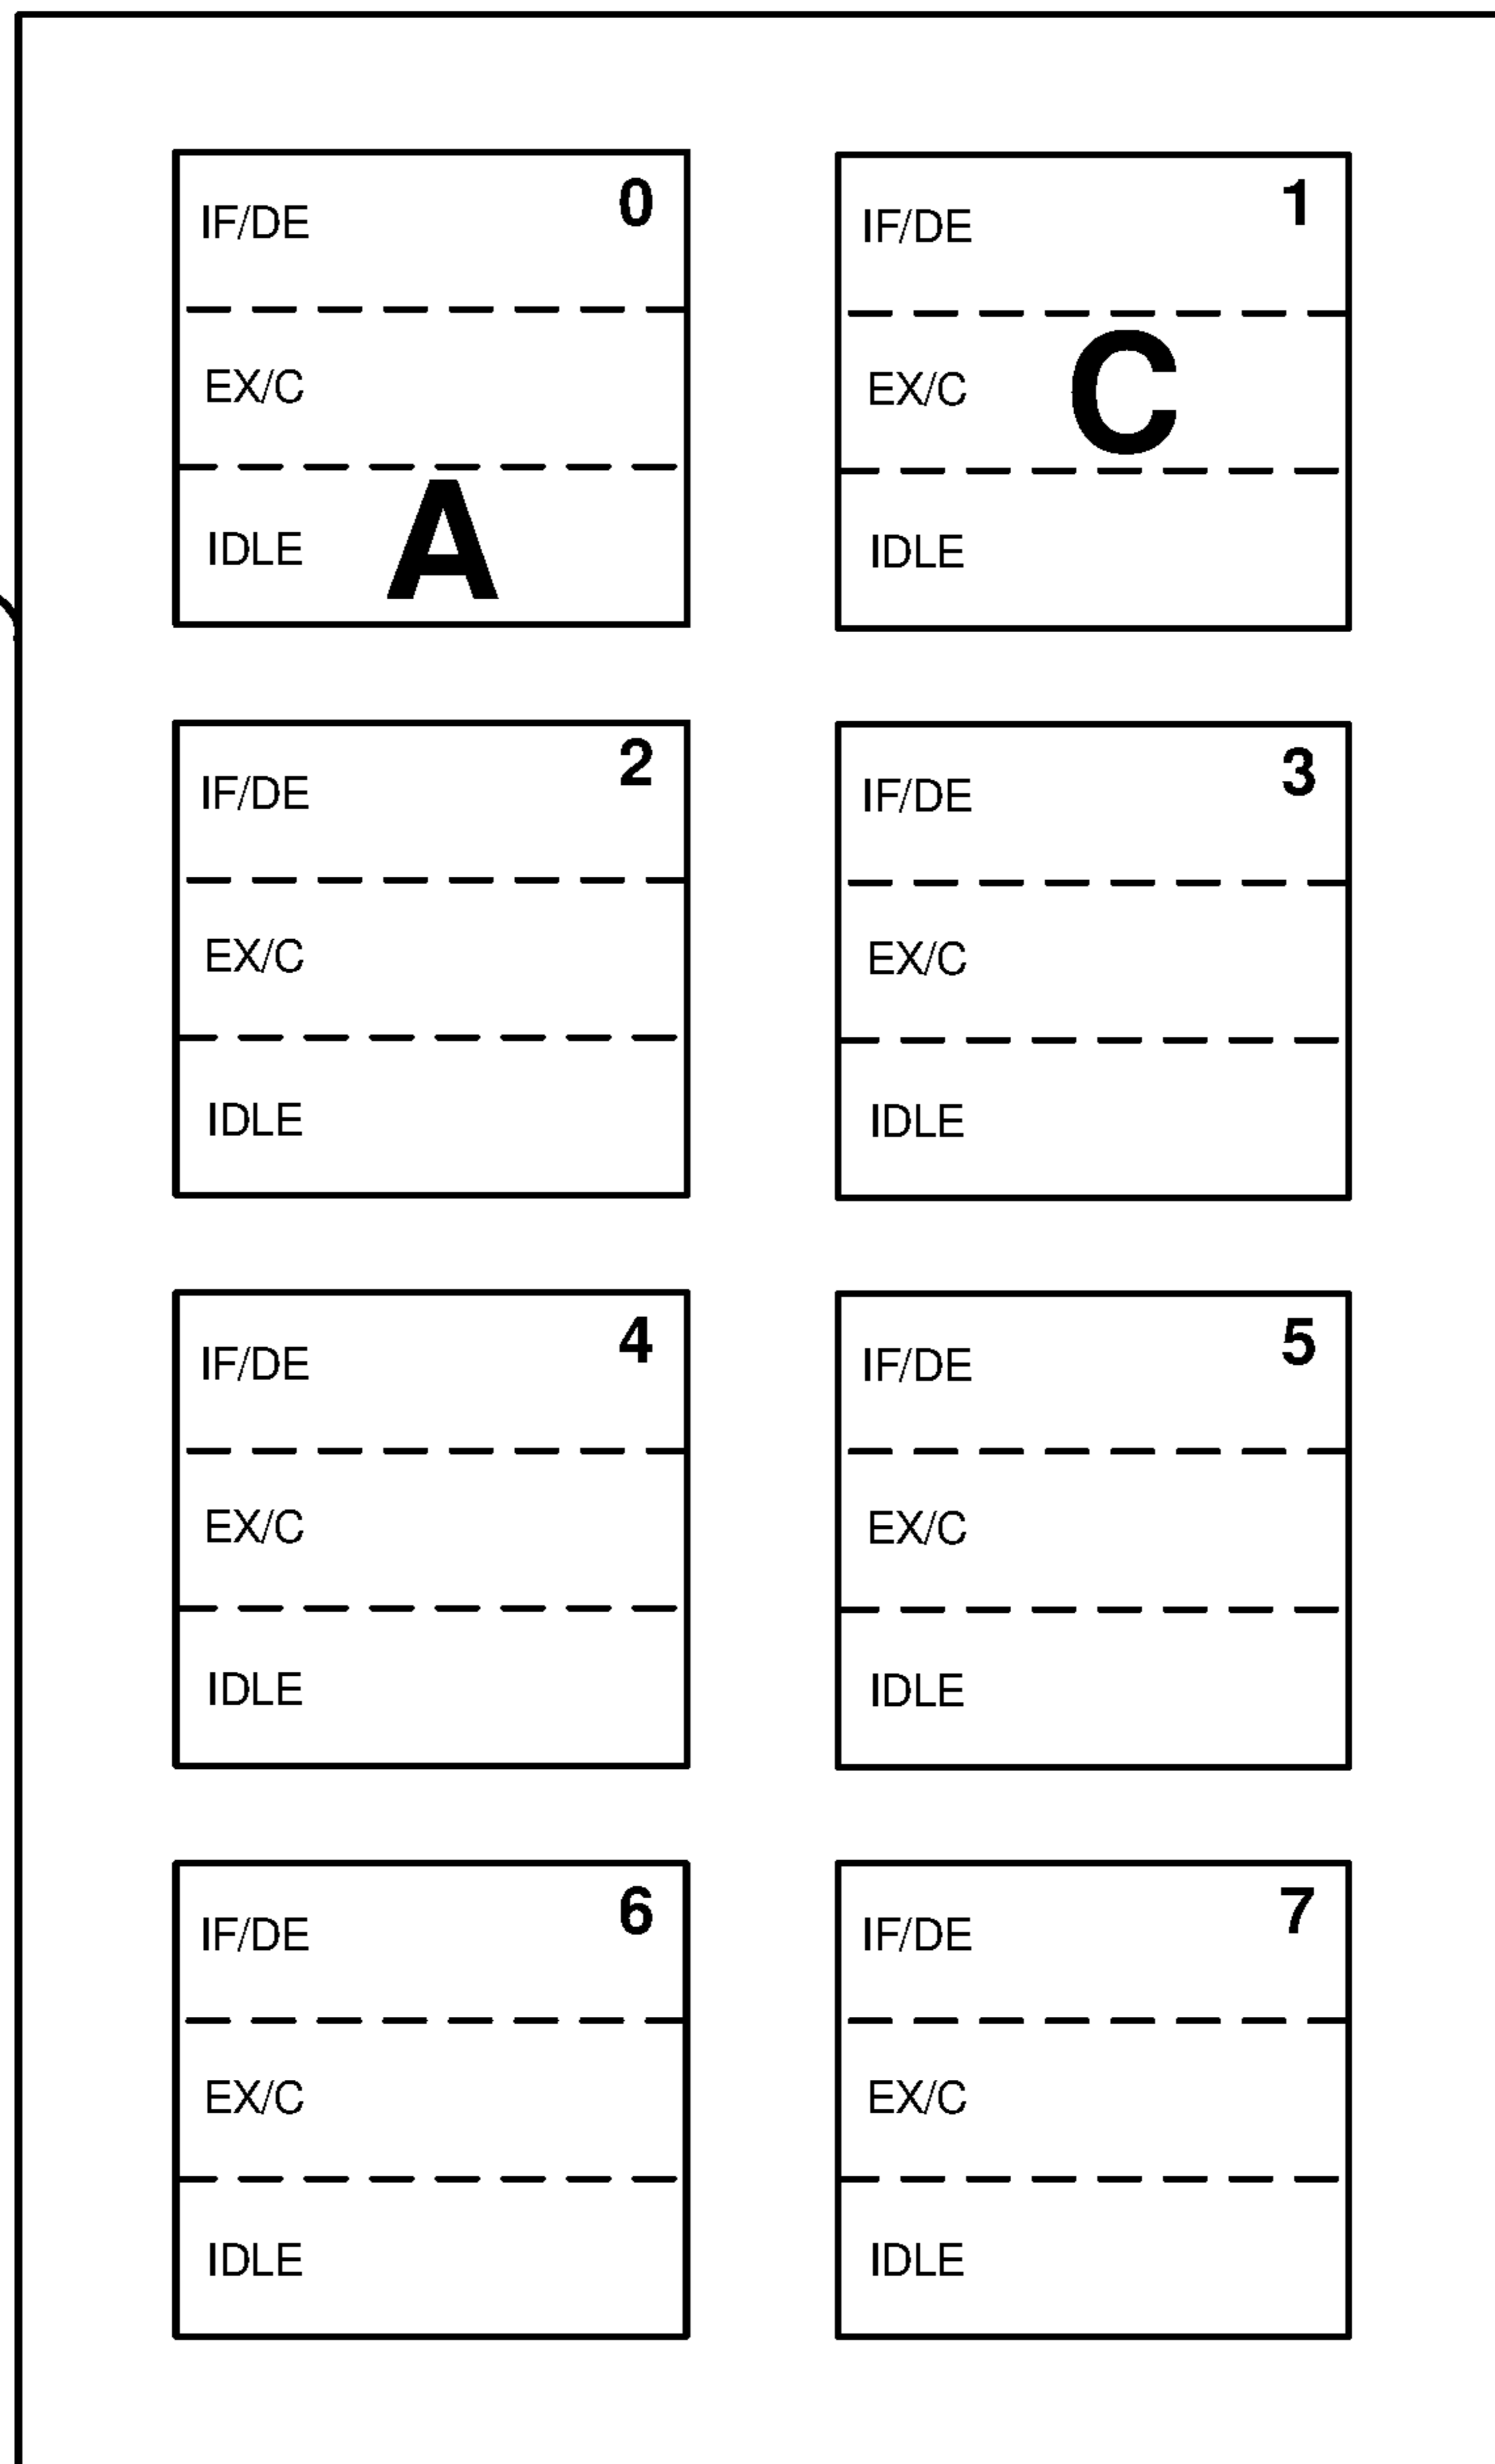 IF/DE 0
EX/C
IDLE A
IF/DE 1
EX/C C
IDLE
IF/DE 2
EX/C
IDLE
IF/DE 3
EX/C
IDLE
IF/DE 4
EX/C
IDLE
IF/DE 5
EX/C
IDLE
IF/DE 6
EX/C
IDLE
IF/DE 7
EX/C
IDLE